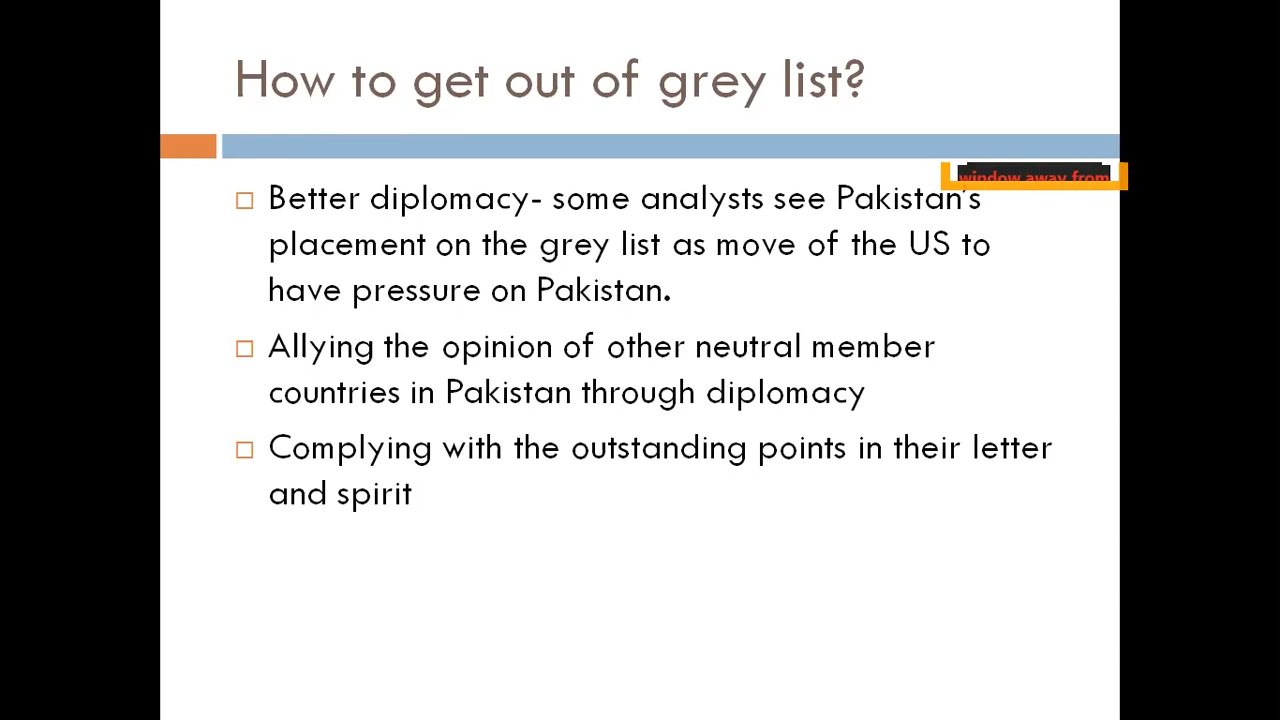 How to get out of grey list?
window away from
Better diplomacy- some analysts see Pakistan's
placement on the grey list as move of the US to
have pressure on Pakistan.
Allying the opinion of other neutral member
countries in Pakistan through diplomacy
Complying with the outstanding points in their letter
and spirit